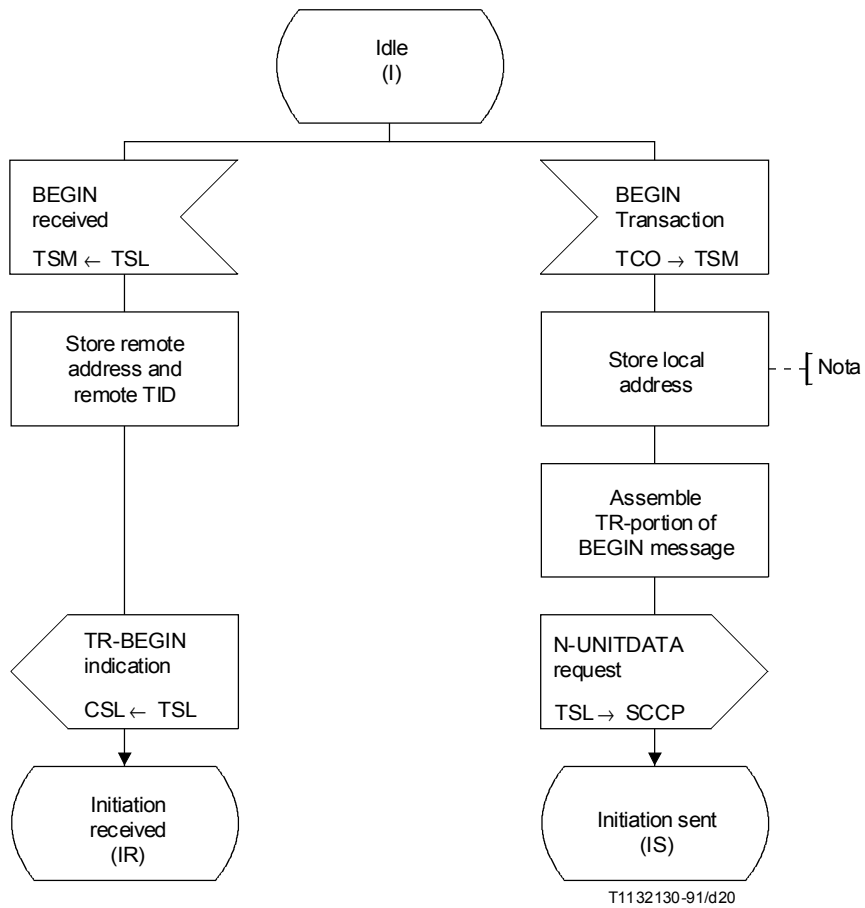 Idle
(I)
BEGIN
received
TSM ← TSL
BEGIN
Transaction
TCO → TSM
Store remote
address and
remote TID
Store local
address
Nota
Assemble
TR-portion of
BEGIN message
TR-BEGIN
indication
CSL ← TSL
N-UNITDATA
request
TSL → SCCP
Initiation
received
(IR)
Initiation sent
(IS)
T1132130-91/d20